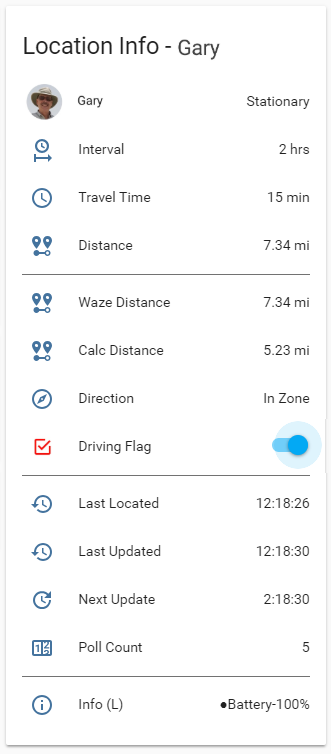 Location Info - Gary
Gary Stationary
Interval 2 hrs
Travel Time 15 min
Distance 7.34 mi
Waze Distance 7.34 mi
Calc Distance 5.23 mi
Direction In Zone
Driving Flag
Last Located 12:18:26
Last Updated 12:18:30
Next Update 2:18:30
Poll Count 5
Info (L) ●Battery-100%